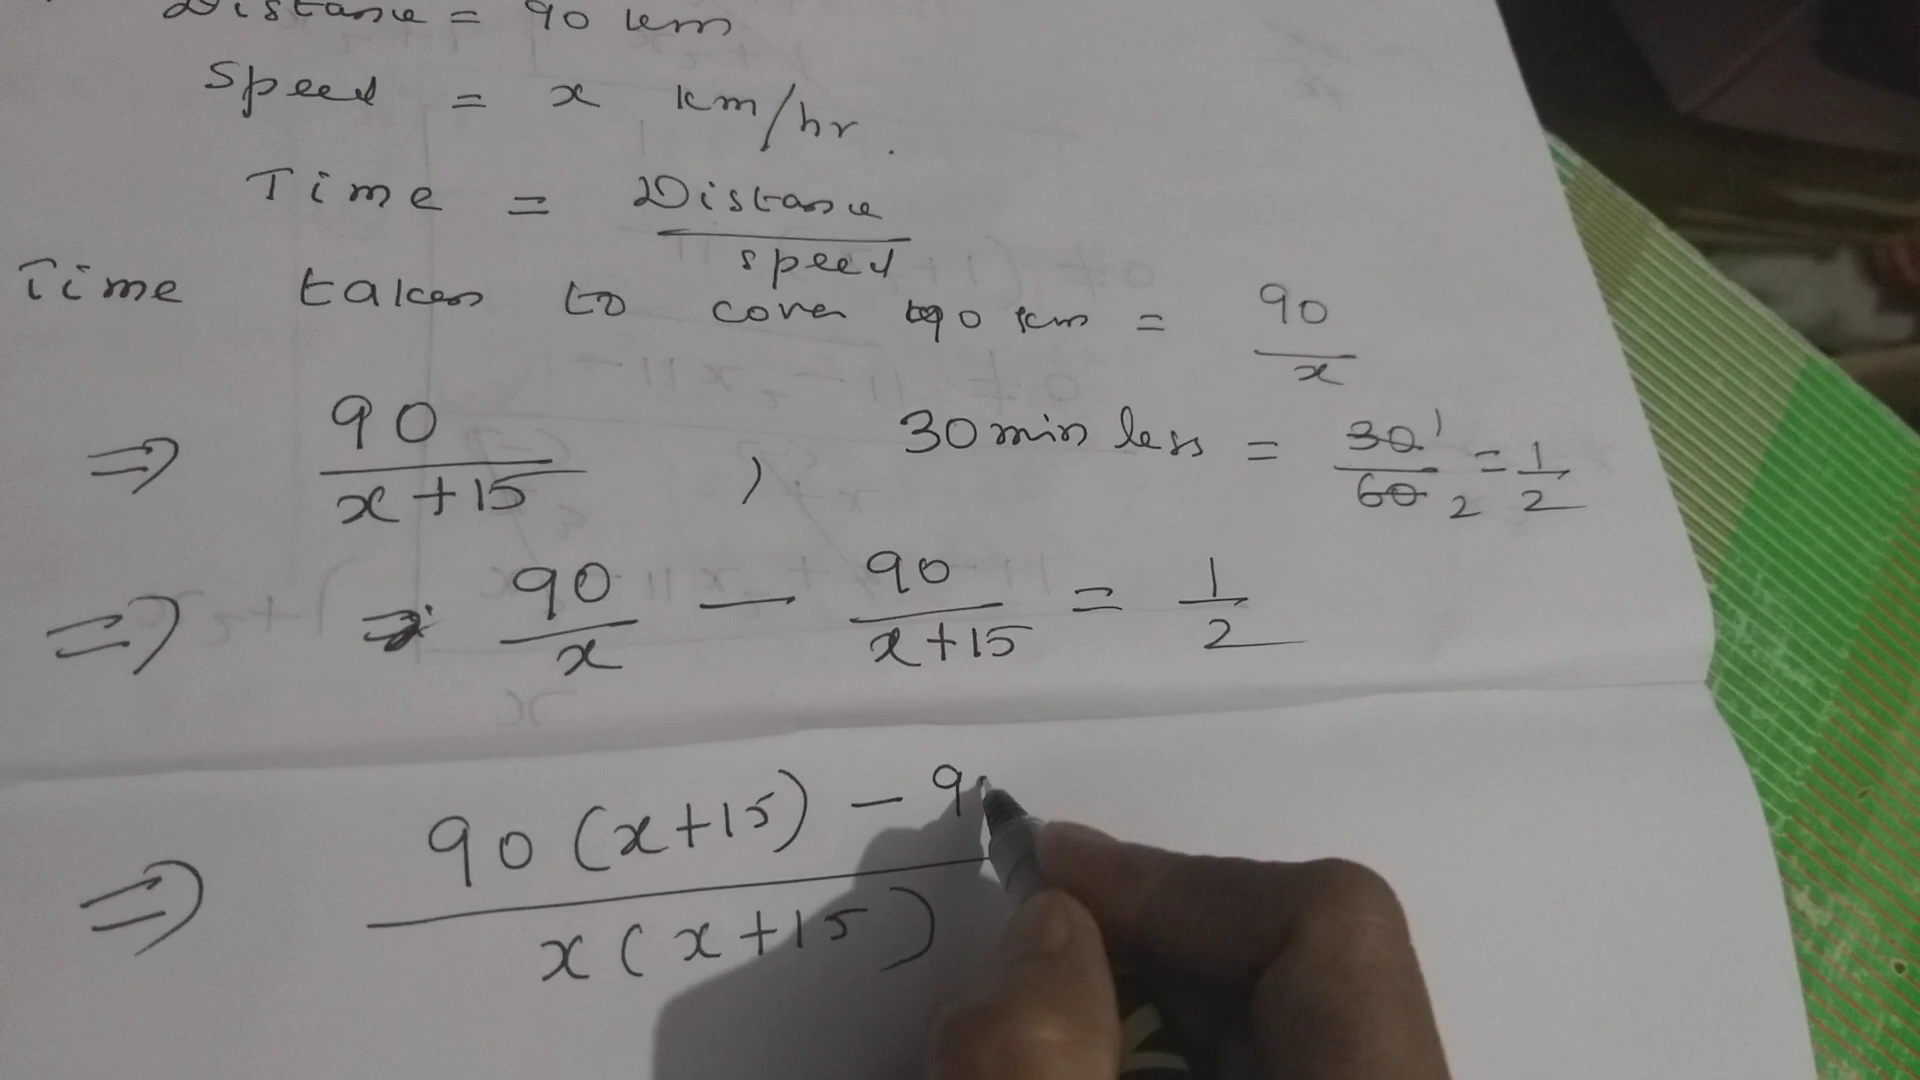 Distance = 90 km
Speed = x km/hr.
Time = Distance / speed
Time taken to cover 90 km = 90/x
⇒ 90/(x+15) , 30 min less = 30/60 = 1/2
⇒ 90/x − 90/(x+15) = 1/2
⇒ 90(x+15) − 9 / x(x+15)